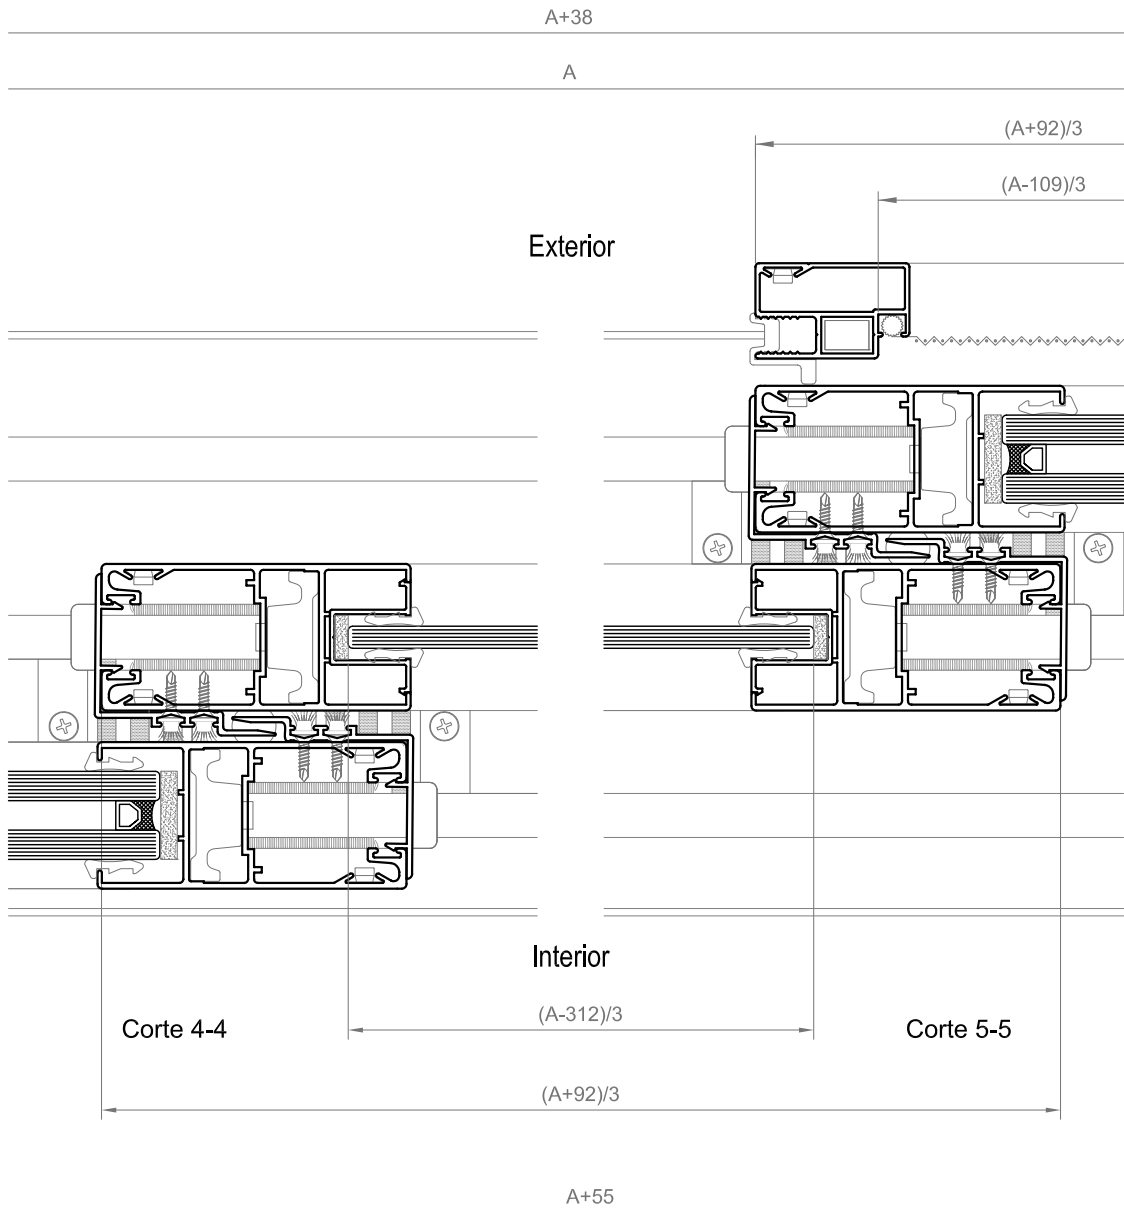 A+38
A
(A+92)/3
(A-109)/3
Exterior
Interior
(A-312)/3
Corte 4-4
Corte 5-5
(A+92)/3
A+55